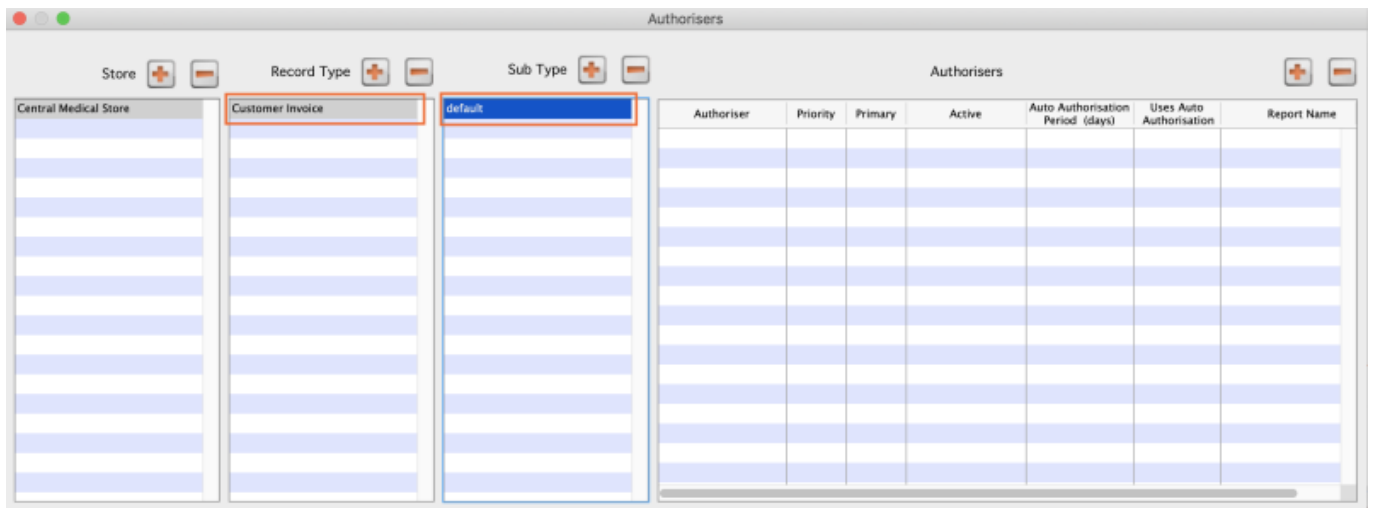 Authorisers
Store
Record Type
Sub Type
Authorisers
Central Medical Store
Customer Invoice
default
Authoriser
Priority
Primary
Active
Auto Authorisation
Period (days)
Uses Auto
Authorisation
Report Name